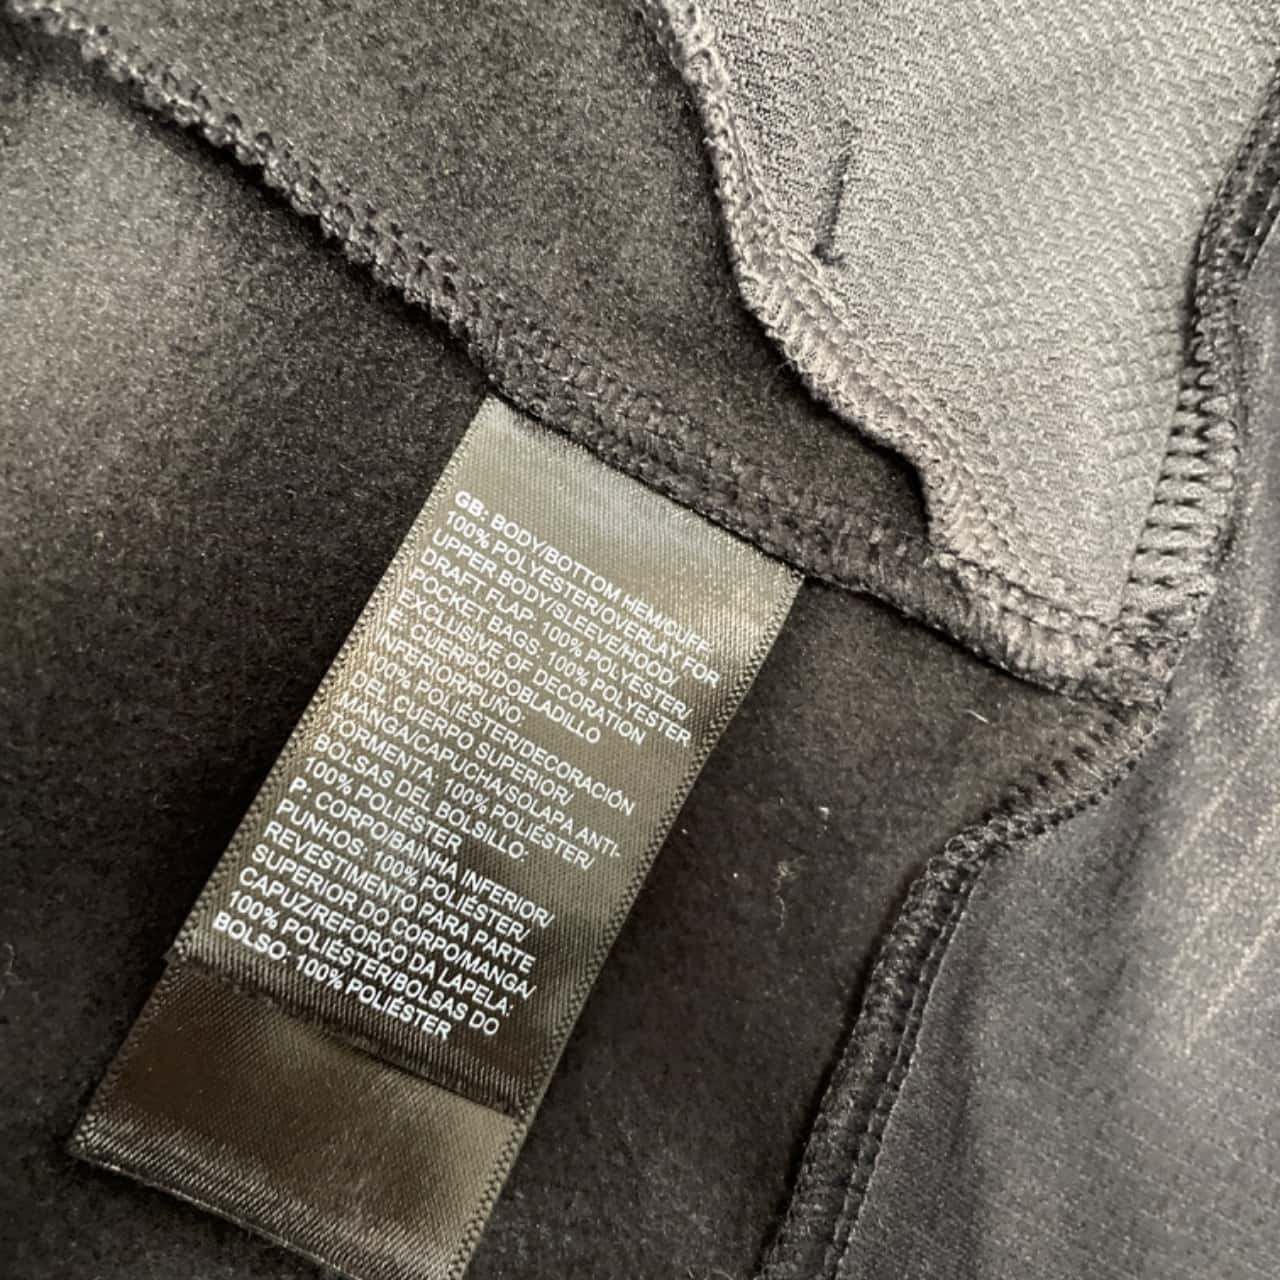 GB: BODY/BOTTOM HEM/CUFF:
100% POLYESTER/OVERLAY FOR
UPPER BODY/SLEEVE/HOOD/
DRAFT FLAP: 100% POLYESTER/
POCKET BAGS: 100% POLYESTER
EXCLUSIVE OF DECORATION
E: CUERPO/DOBLADILLO
INFERIOR/PUÑO:
100% POLIÉSTER/DECORACIÓN
DEL CUERPO SUPERIOR/
MANGA/CAPUCHA/SOLAPA ANTI-
TORMENTA: 100% POLIÉSTER/
BOLSAS DEL BOLSILLO:
100% POLIÉSTER
P: CORPO/BAINHA INFERIOR/
PUNHOS: 100% POLIÉSTER/
REVESTIMENTO PARA PARTE
SUPERIOR DO CORPO/MANGA/
CAPUZ/REFORÇO DA LAPELA:
100% POLIÉSTER/BOLSAS DO
BOLSO: 100% POLIÉSTER